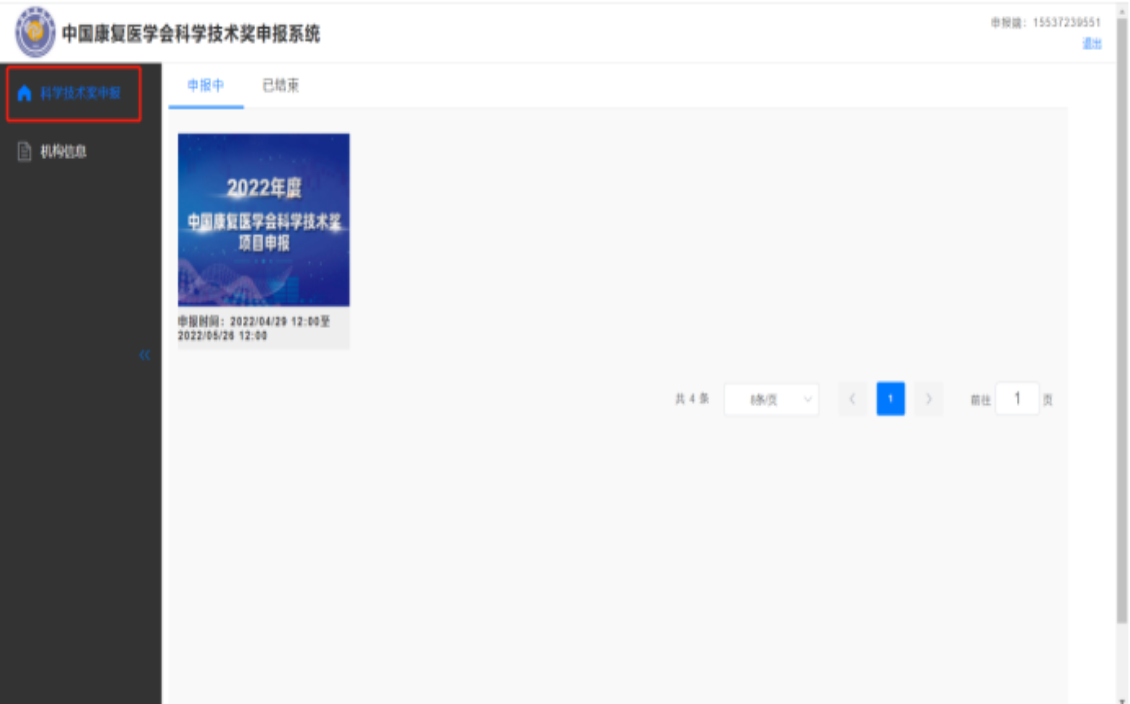 中国康复医学会科学技术奖申报系统
申报端：15537239551
退出
科学技术奖申报
机构信息
申报中
已结束
2022年度
中国康复医学会科学技术奖
项目申报
申报时间：2022/04/29 12:00至
2022/05/26 12:00
共 4 条
8条/页
1
前往 1 页